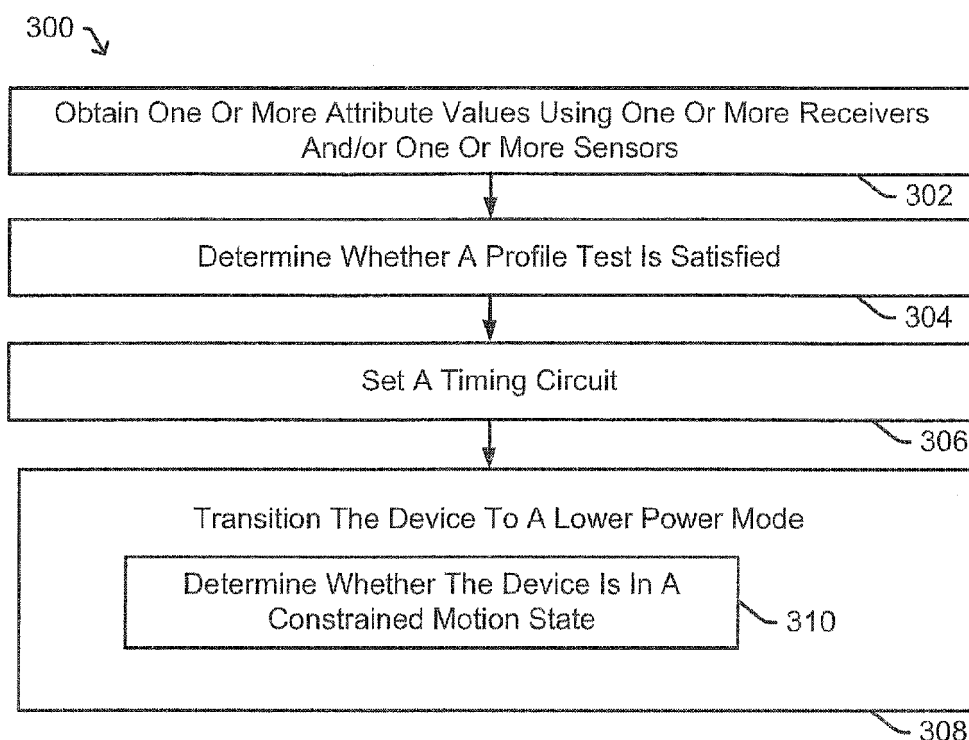 300
Obtain One Or More Attribute Values Using One Or More Receivers
And/or One Or More Sensors
302
Determine Whether A Profile Test Is Satisfied
304
Set A Timing Circuit
306
Transition The Device To A Lower Power Mode
Determine Whether The Device Is In A
Constrained Motion State
310
308